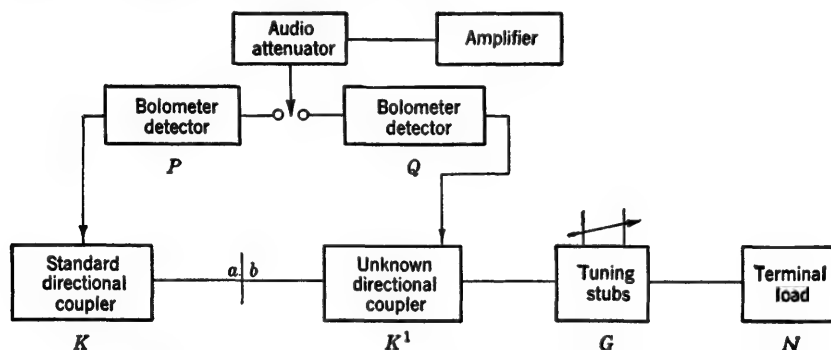 Audio
attenuator
Amplifier
Bolometer
detector
P
Bolometer
detector
Q
Standard
directional
coupler
K
a b
Unknown
directional
coupler
K¹
Tuning
stubs
G
Terminal
load
N